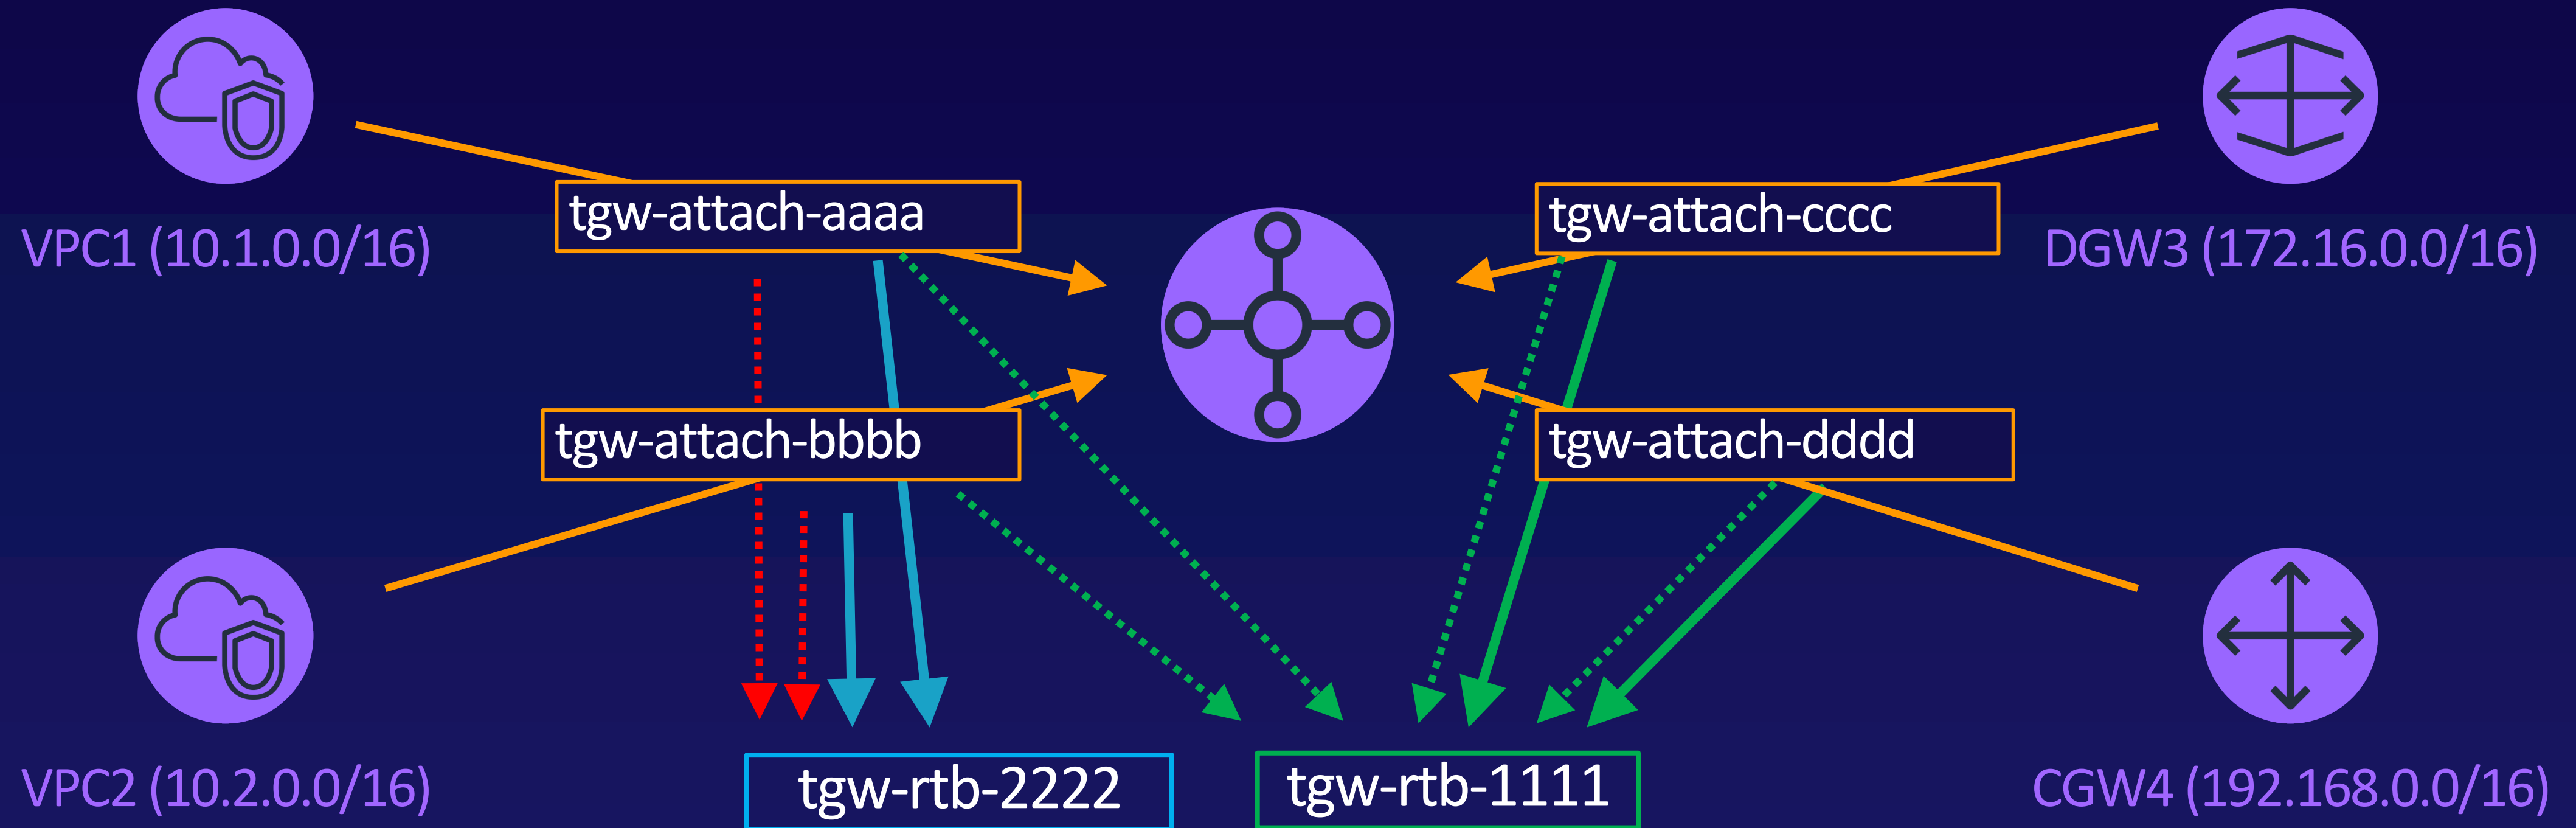 tgw-attach-aaaa
tgw-attach-cccc
VPC1 (10.1.0.0/16)
DGW3 (172.16.0.0/16)
tgw-attach-bbbb
tgw-attach-dddd
VPC2 (10.2.0.0/16)
tgw-rtb-2222
tgw-rtb-1111
CGW4 (192.168.0.0/16)